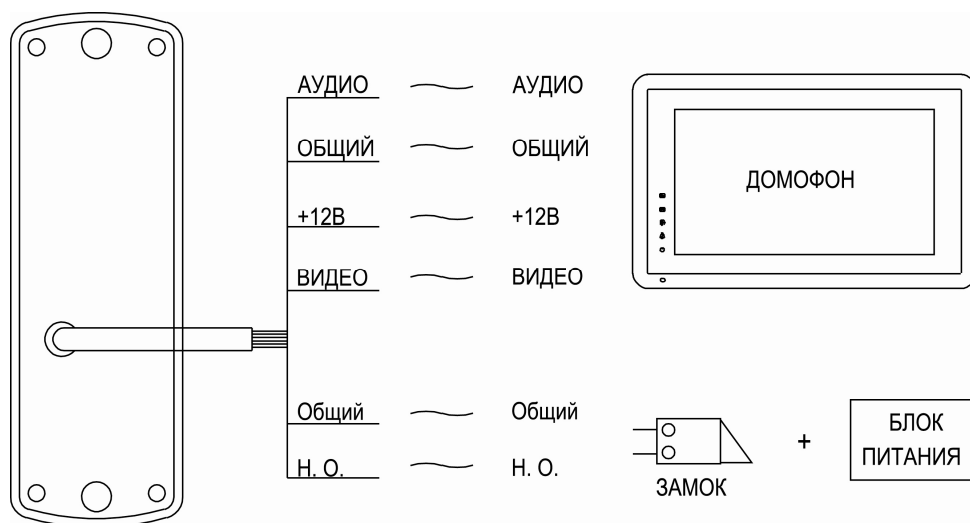 АУДИО АУДИО
ОБЩИЙ ОБЩИЙ
ДОМОФОН
+12В +12В
ВИДЕО ВИДЕО
Общий Общий
Н. О. Н. О.
ЗАМОК
+
БЛОК
ПИТАНИЯ